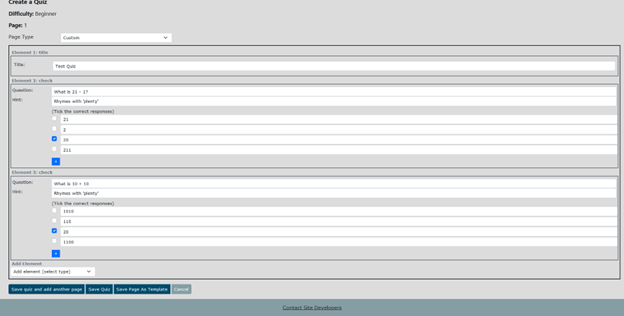 Create a Quiz
Difficulty: Beginner
Page: 1
Page Type Custom
Element 1: title
Title: Test Quiz
Element 2: check
Question: What is 21 - 1?
Hint: Rhymes with 'plenty'
(Tick the correct responses)
21
2
20
211
+
Element 3: check
Question: What is 10 + 10
Hint: Rhymes with 'plenty'
(Tick the correct responses)
1010
110
20
1100
+
Add Element
Add element (select type)
Save quiz and add another page Save Quiz Save Page As Template Cancel
Contact Site Developers